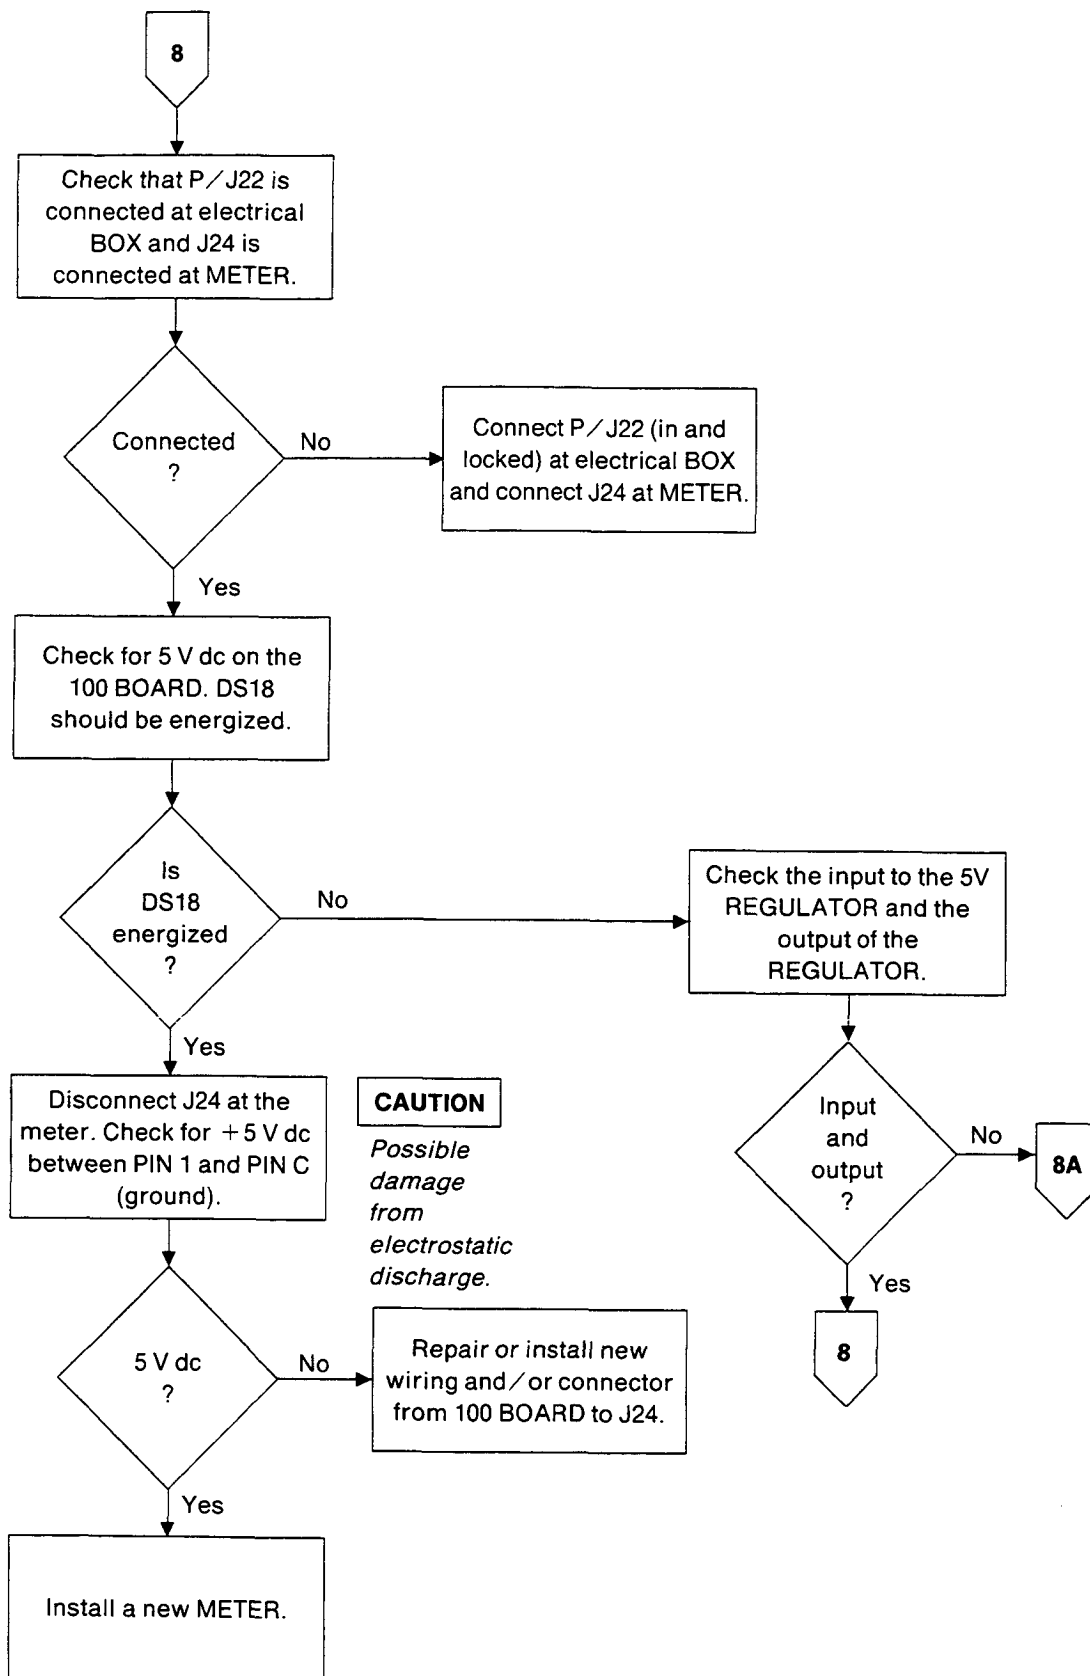 8
Check that P/J22 is
connected at electrical
BOX and J24 is
connected at METER.
Connected
?
No
Connect P/J22 (in and
locked) at electrical BOX
and connect J24 at METER.
Yes
Check for 5 V dc on the
100 BOARD. DS18
should be energized.
Is
DS18
energized
?
No
Check the input to the 5V
REGULATOR and the
output of the
REGULATOR.
Yes
Disconnect J24 at the
meter. Check for +5 V dc
between PIN 1 and PIN C
(ground).
CAUTION
Possible
damage
from
electrostatic
discharge.
Input
and
output
?
No
8A
Yes
8
5 V dc
?
No
Repair or install new
wiring and/or connector
from 100 BOARD to J24.
Yes
Install a new METER.